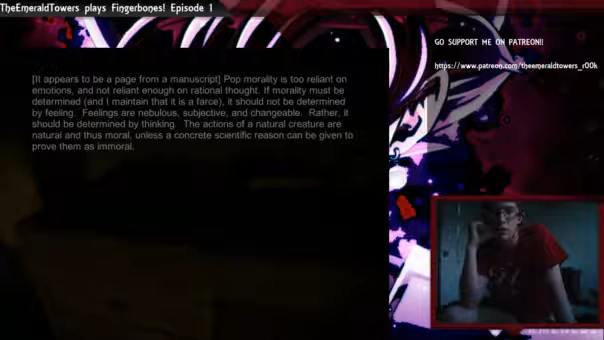 TheEmeraldTowers plays Fingerbones! Episode 1
GO SUPPORT ME ON PATREON!!
https://www.patreon.com/theemeraldtowers_r00k
[It appears to be a page from a manuscript] Pop morality is too reliant on
emotions, and not reliant enough on rational thought. If morality must be
determined (and I maintain that it is a farce), it should not be determined
by feeling. Feelings are nebulous, subjective, and changeable. Rather, it
should be determined by thinking. The actions of a natural creature are
natural and thus moral, unless a concrete scientific reason can be given to
prove them as immoral.